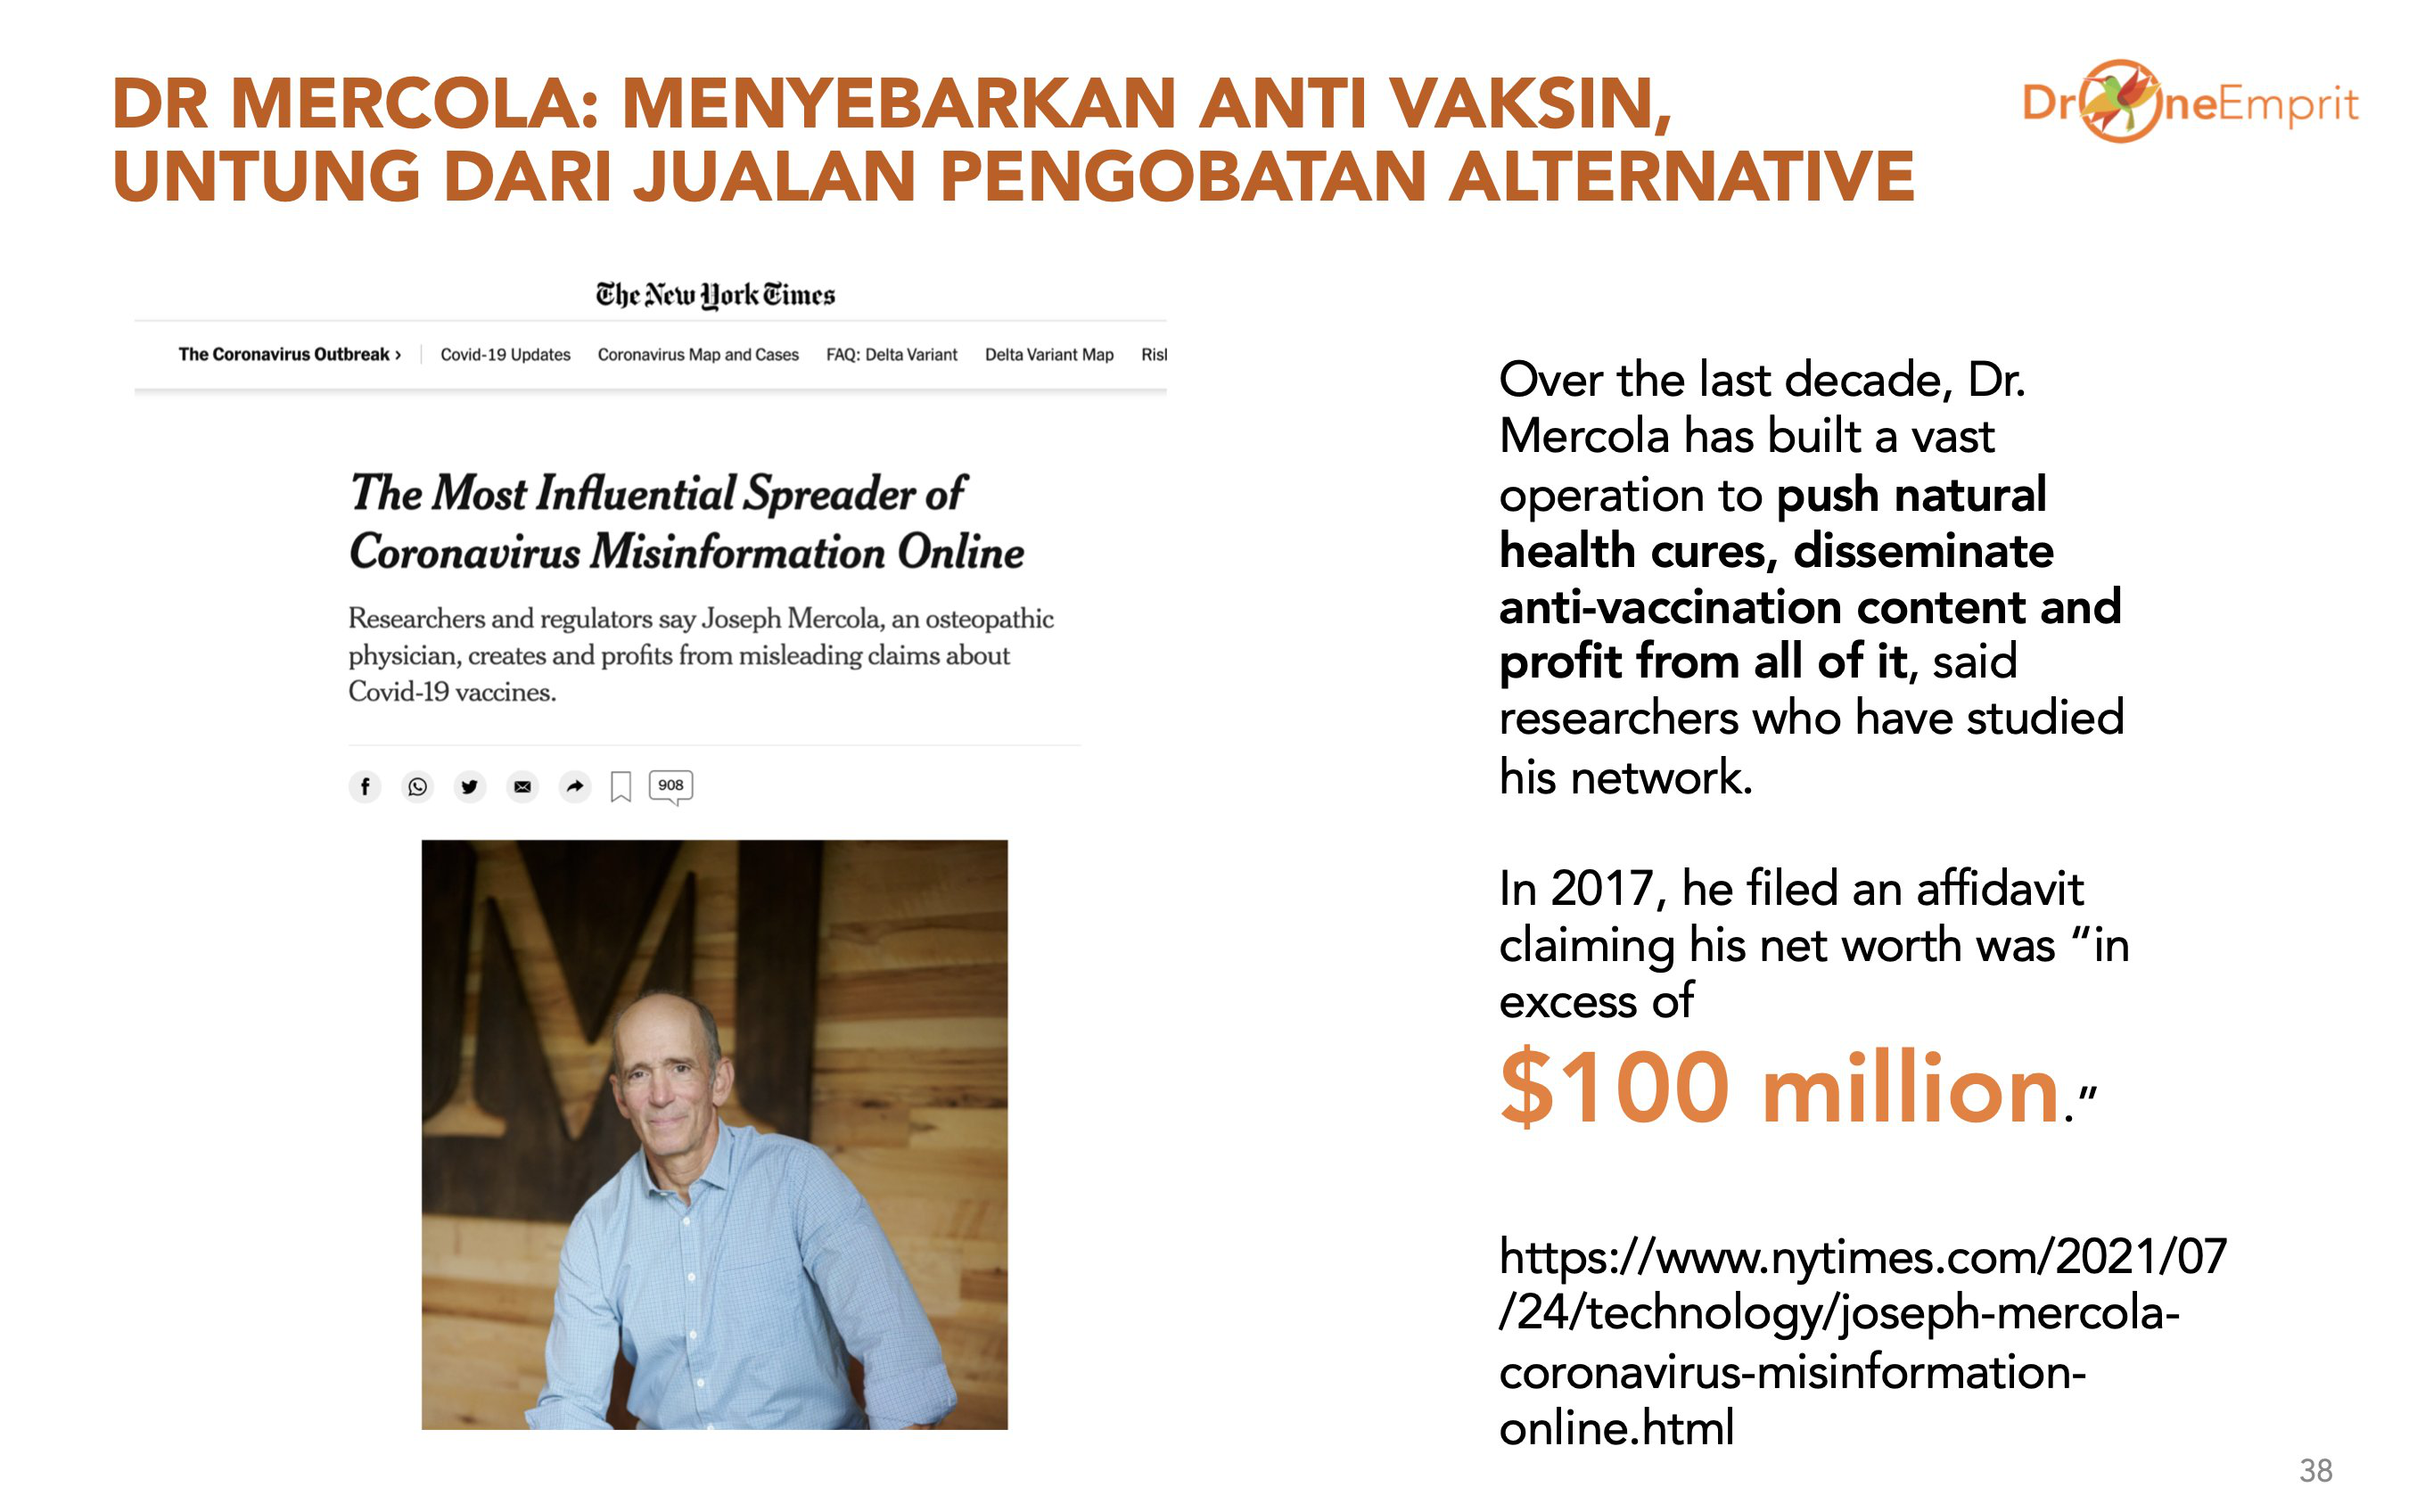 DR MERCOLA: MENYEBARKAN ANTI VAKSIN,
UNTUNG DARI JUALAN PENGOBATAN ALTERNATIVE
DroneEmprit
The New York Times
The Coronavirus Outbreak ›
Covid-19 Updates
Coronavirus Map and Cases
FAQ: Delta Variant
Delta Variant Map
The Most Influential Spreader of
Coronavirus Misinformation Online
Researchers and regulators say Joseph Mercola, an osteopathic
physician, creates and profits from misleading claims about
Covid-19 vaccines.
908
M
Over the last decade, Dr.
Mercola has built a vast
operation to push natural
health cures, disseminate
anti-vaccination content and
profit from all of it, said
researchers who have studied
his network.
In 2017, he filed an affidavit
claiming his net worth was “in
excess of
$100 million.”
https://www.nytimes.com/2021/07
/24/technology/joseph-mercola-
coronavirus-misinformation-
online.html
38